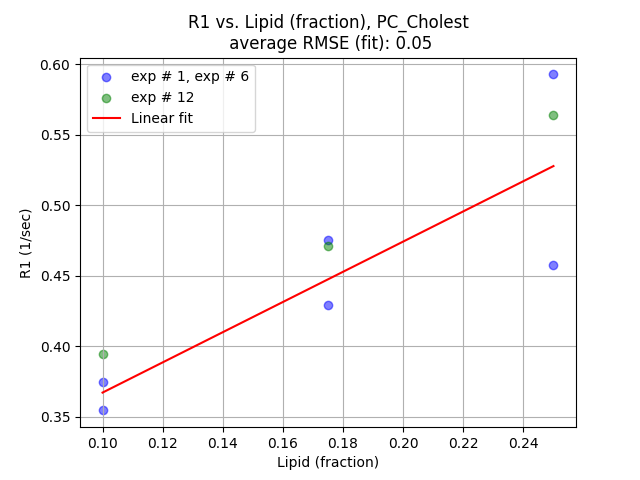 R1 vs. Lipid (fraction), PC_Cholest
average RMSE (fit): 0.05
exp # 1, exp # 6
exp # 12
Linear fit
0.60
0.55
0.50
0.45
0.40
0.35
R1 (1/sec)
0.10 0.12 0.14 0.16 0.18 0.20 0.22 0.24
Lipid (fraction)